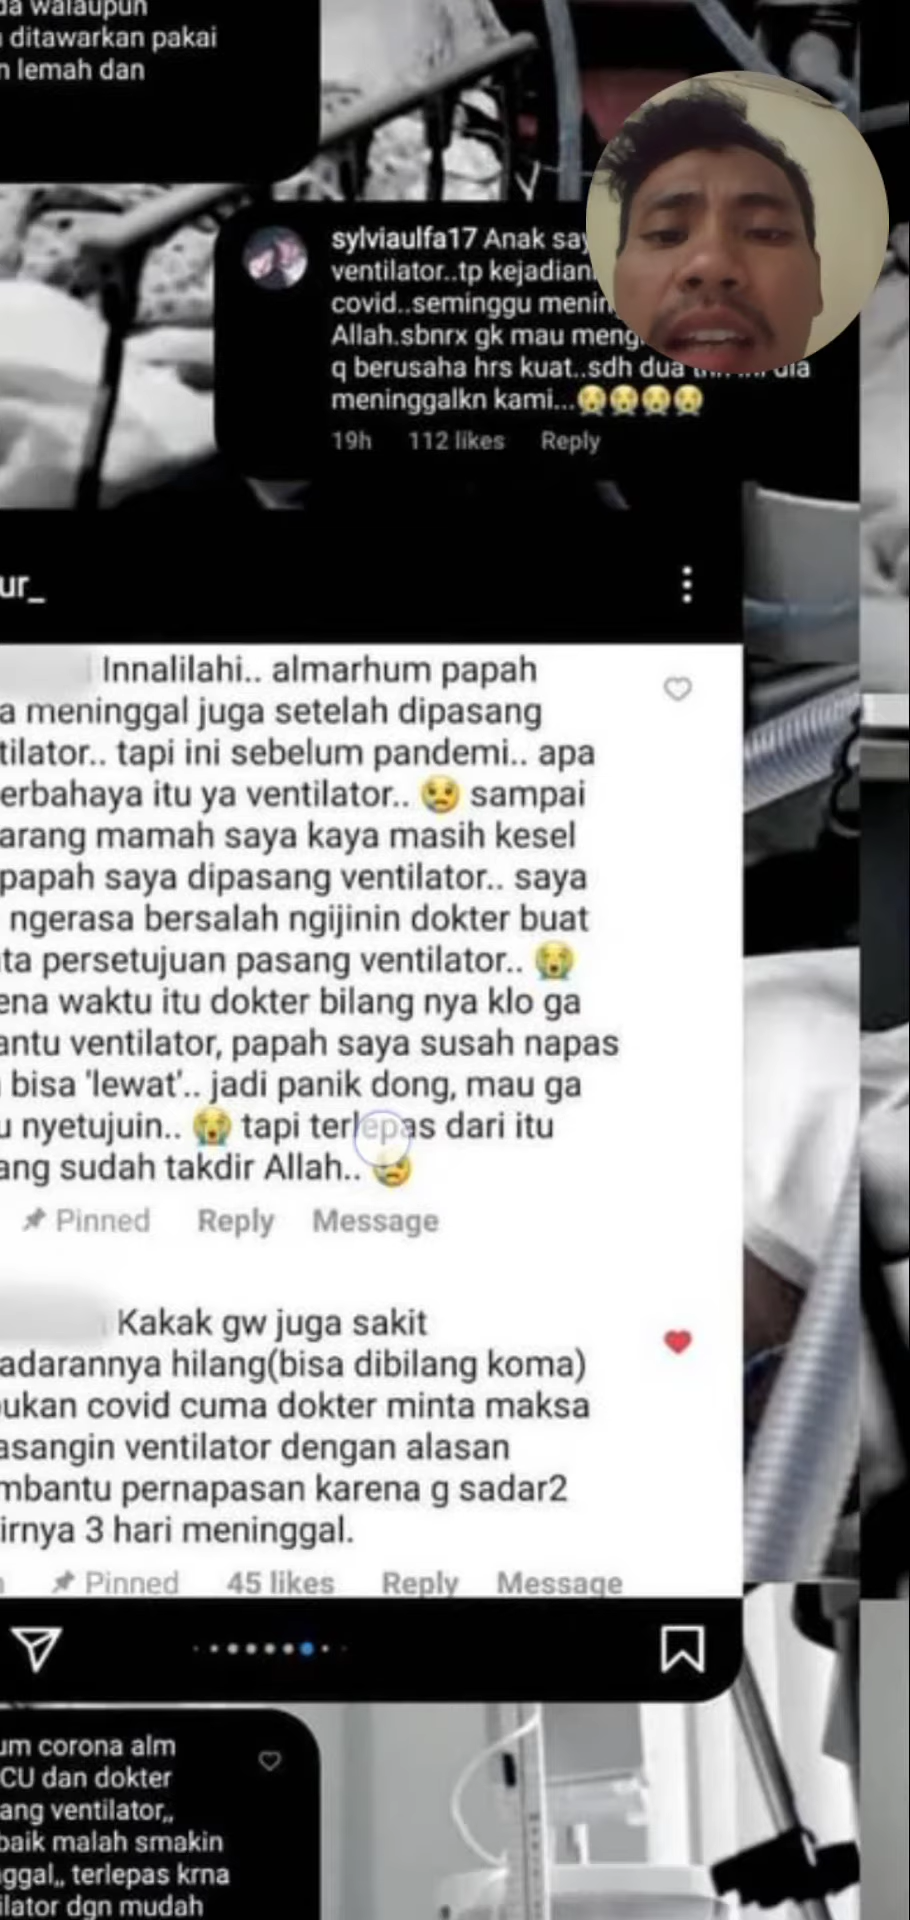 walaupun
ditawarkan pakai
lemah dan
sylviaulfa17 Anak
ventilator..tp kejadian
covid..seminggu
Allah.sbnrx gk mau
q berusaha hrs kuat..sdh dua
meninggalkn kami...😭😭😭😭
19h 112 likes Reply
ur_
Innalilahi.. almarhum papah
a meninggal juga setelah dipasang
tilator.. tapi ini sebelum pandemi.. apa
erbahaya itu ya ventilator.. 😢 sampai
arang mamah saya kaya masih kesel
papah saya dipasang ventilator.. saya
ngerasa bersalah ngijinin dokter buat
ta persetujuan pasang ventilator.. 😭
ena waktu itu dokter bilang nya klo ga
antu ventilator, papah saya susah napas
bisa 'lewat'.. jadi panik dong, mau ga
u nyetujuin.. 😭 tapi terlepas dari itu
ang sudah takdir Allah.. 😢
Pinned Reply Message
Kakak gw juga sakit
adarannya hilang(bisa dibilang koma)
bukan covid cuma dokter minta maksa
asangin ventilator dengan alasan
mbantu pernapasan karena g sadar2
irnya 3 hari meninggal.
Pinned 45 likes Reply Message
um corona alm
CU dan dokter
ang ventilator,,
baik malah smakin
ggal,, terlepas krna
ilator dgn mudah